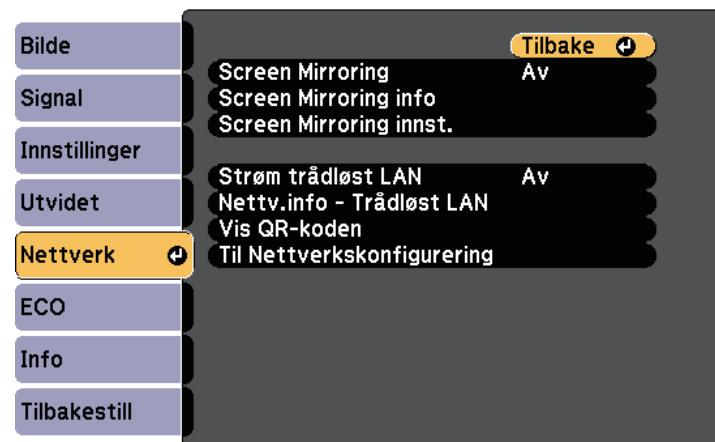 Bilde
Signal
Innstillinger
Utvidet
Nettverk
ECO
Info
Tilbakestill
Tilbake
Screen Mirroring Av
Screen Mirroring info
Screen Mirroring innst.
Strøm trådløst LAN Av
Nettv.info - Trådløst LAN
Vis QR-koden
Til Nettverkskonfigurering